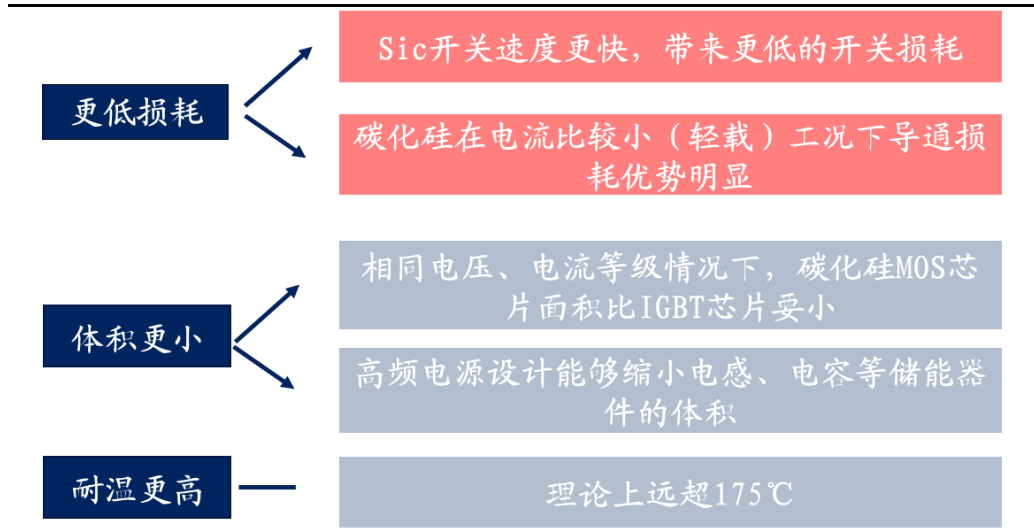 更低损耗
Sic开关速度更快，带来更低的开关损耗
碳化硅在电流比较小（轻载）工况下导通损
耗优势明显
体积更小
相同电压、电流等级情况下，碳化硅MOS芯
片面积比IGBT芯片要小
高频电源设计能够缩小电感、电容等储能器
件的体积
耐温更高
理论上远超175℃